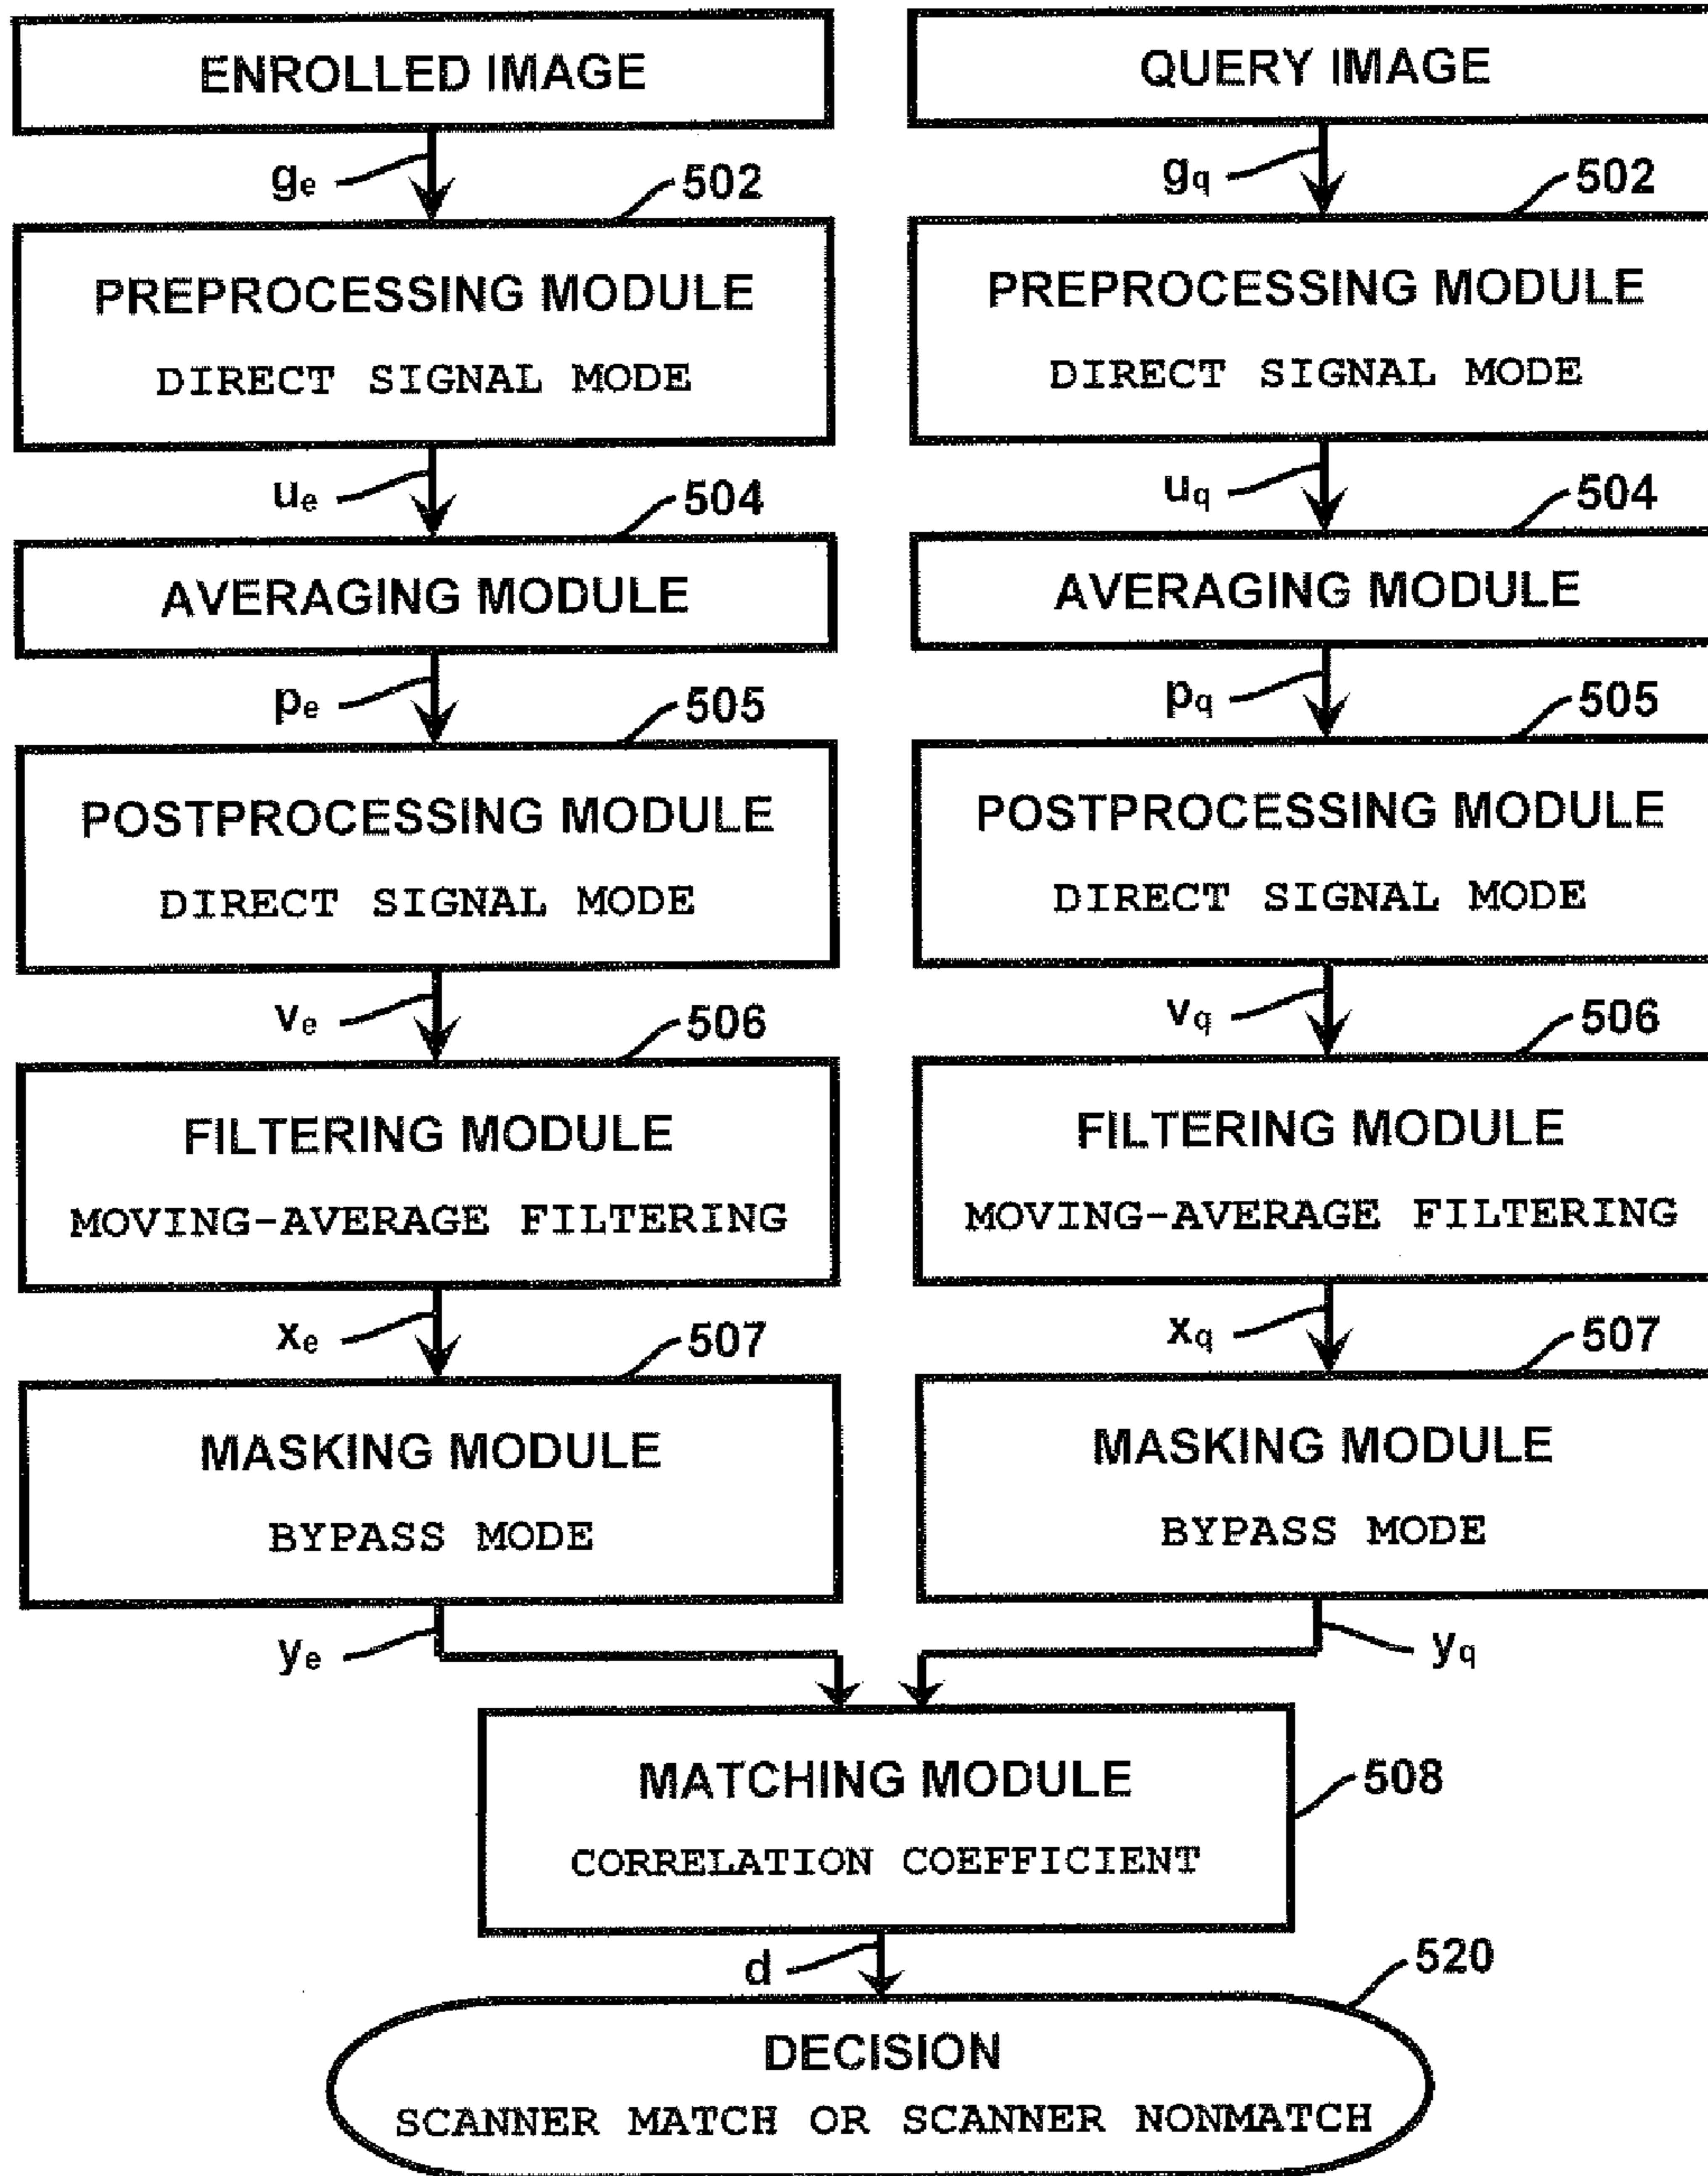 ENROLLED IMAGE
QUERY IMAGE
ge
502
gq
502
PREPROCESSING MODULE
DIRECT SIGNAL MODE
PREPROCESSING MODULE
DIRECT SIGNAL MODE
ue
504
uq
504
AVERAGING MODULE
AVERAGING MODULE
pe
505
pq
505
POSTPROCESSING MODULE
DIRECT SIGNAL MODE
POSTPROCESSING MODULE
DIRECT SIGNAL MODE
ve
506
vq
506
FILTERING MODULE
MOVING-AVERAGE FILTERING
FILTERING MODULE
MOVING-AVERAGE FILTERING
xe
507
xq
507
MASKING MODULE
BYPASS MODE
MASKING MODULE
BYPASS MODE
ye
yq
MATCHING MODULE
CORRELATION COEFFICIENT
508
d
520
DECISION
SCANNER MATCH OR SCANNER NONMATCH